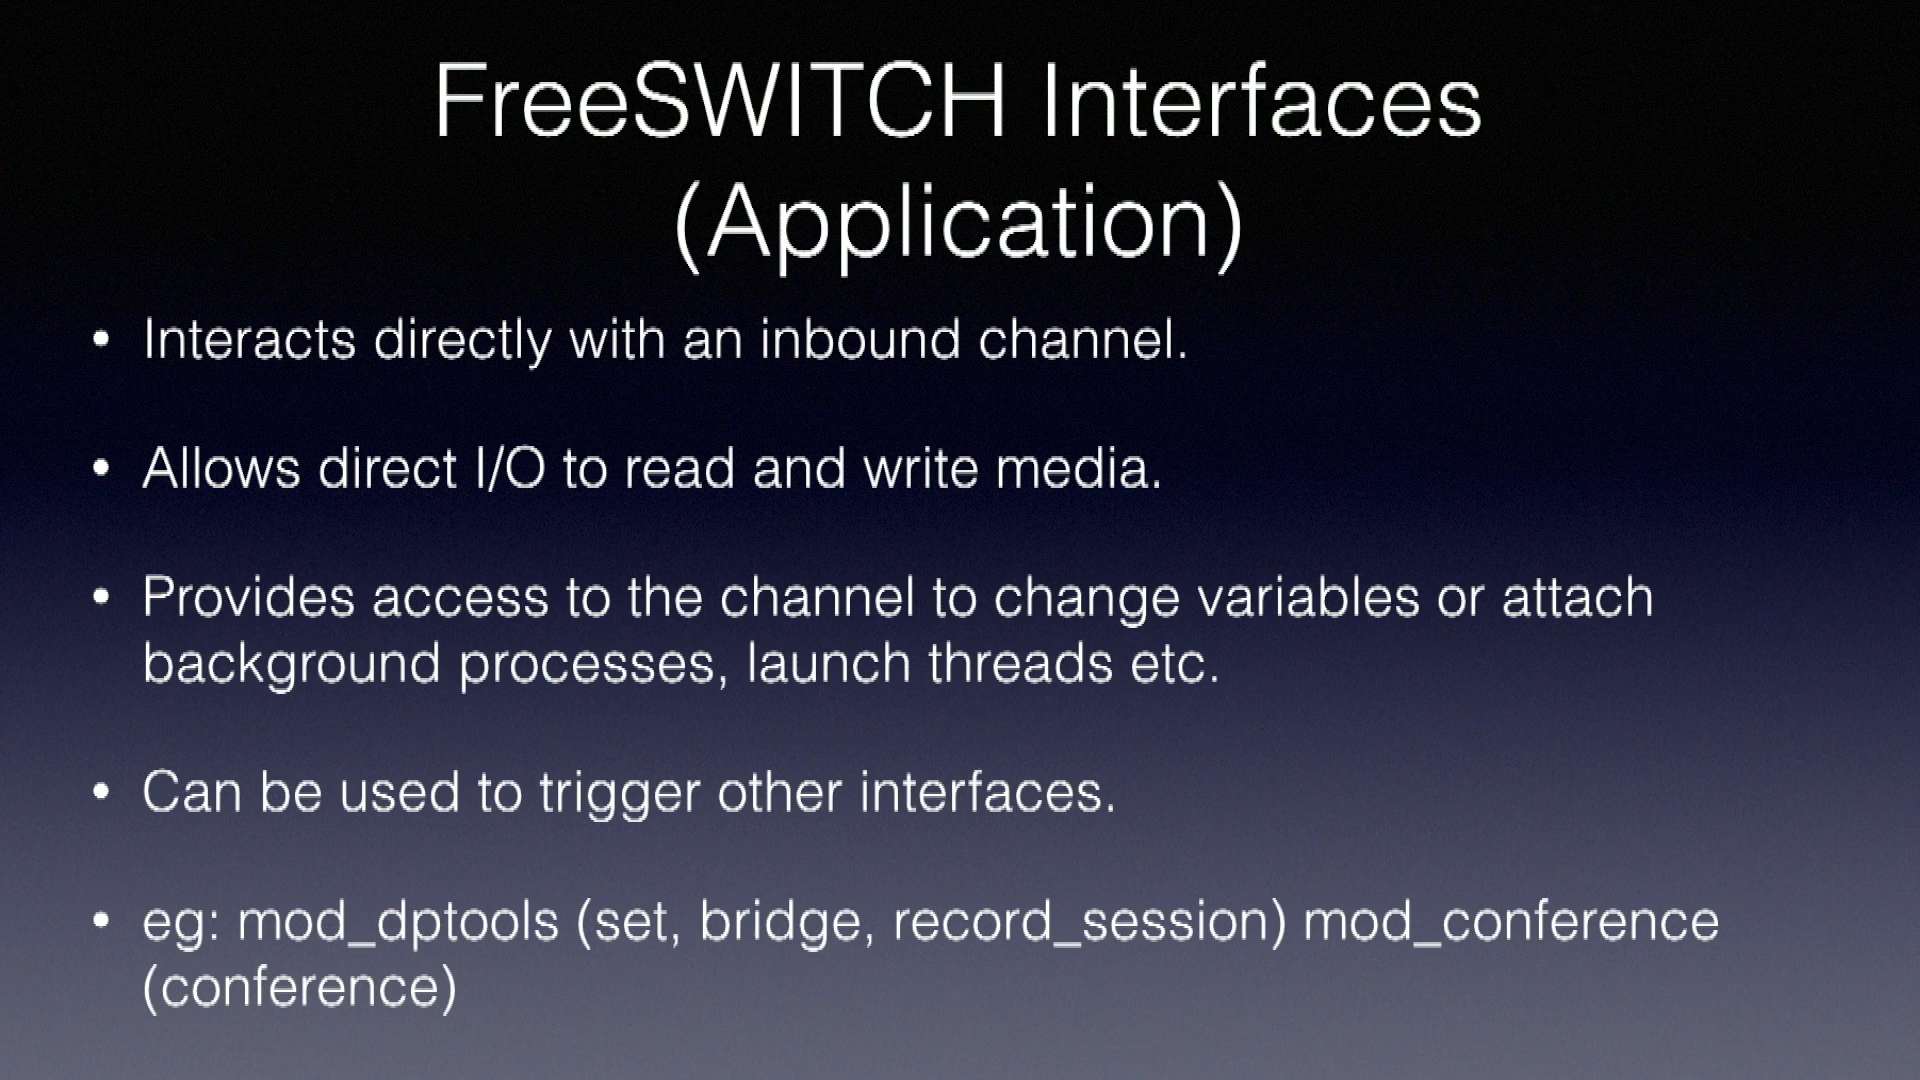 FreeSWITCH Interfaces
(Application)
• Interacts directly with an inbound channel.
• Allows direct I/O to read and write media.
• Provides access to the channel to change variables or attach
background processes, launch threads etc.
• Can be used to trigger other interfaces.
• eg: mod_dptools (set, bridge, record_session) mod_conference
(conference)